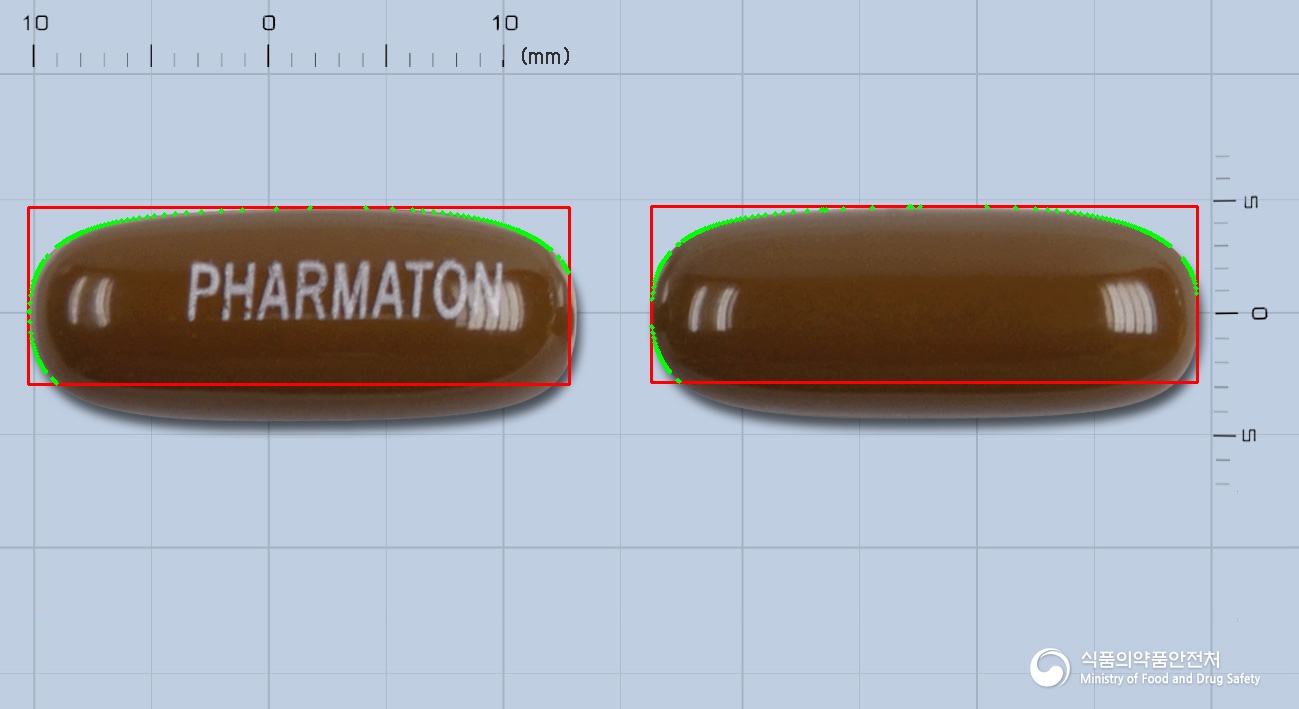 10 0 10
(mm)
PHARMATON
5
0
5
식품의약품안전처
Ministry of Food and Drug Safety